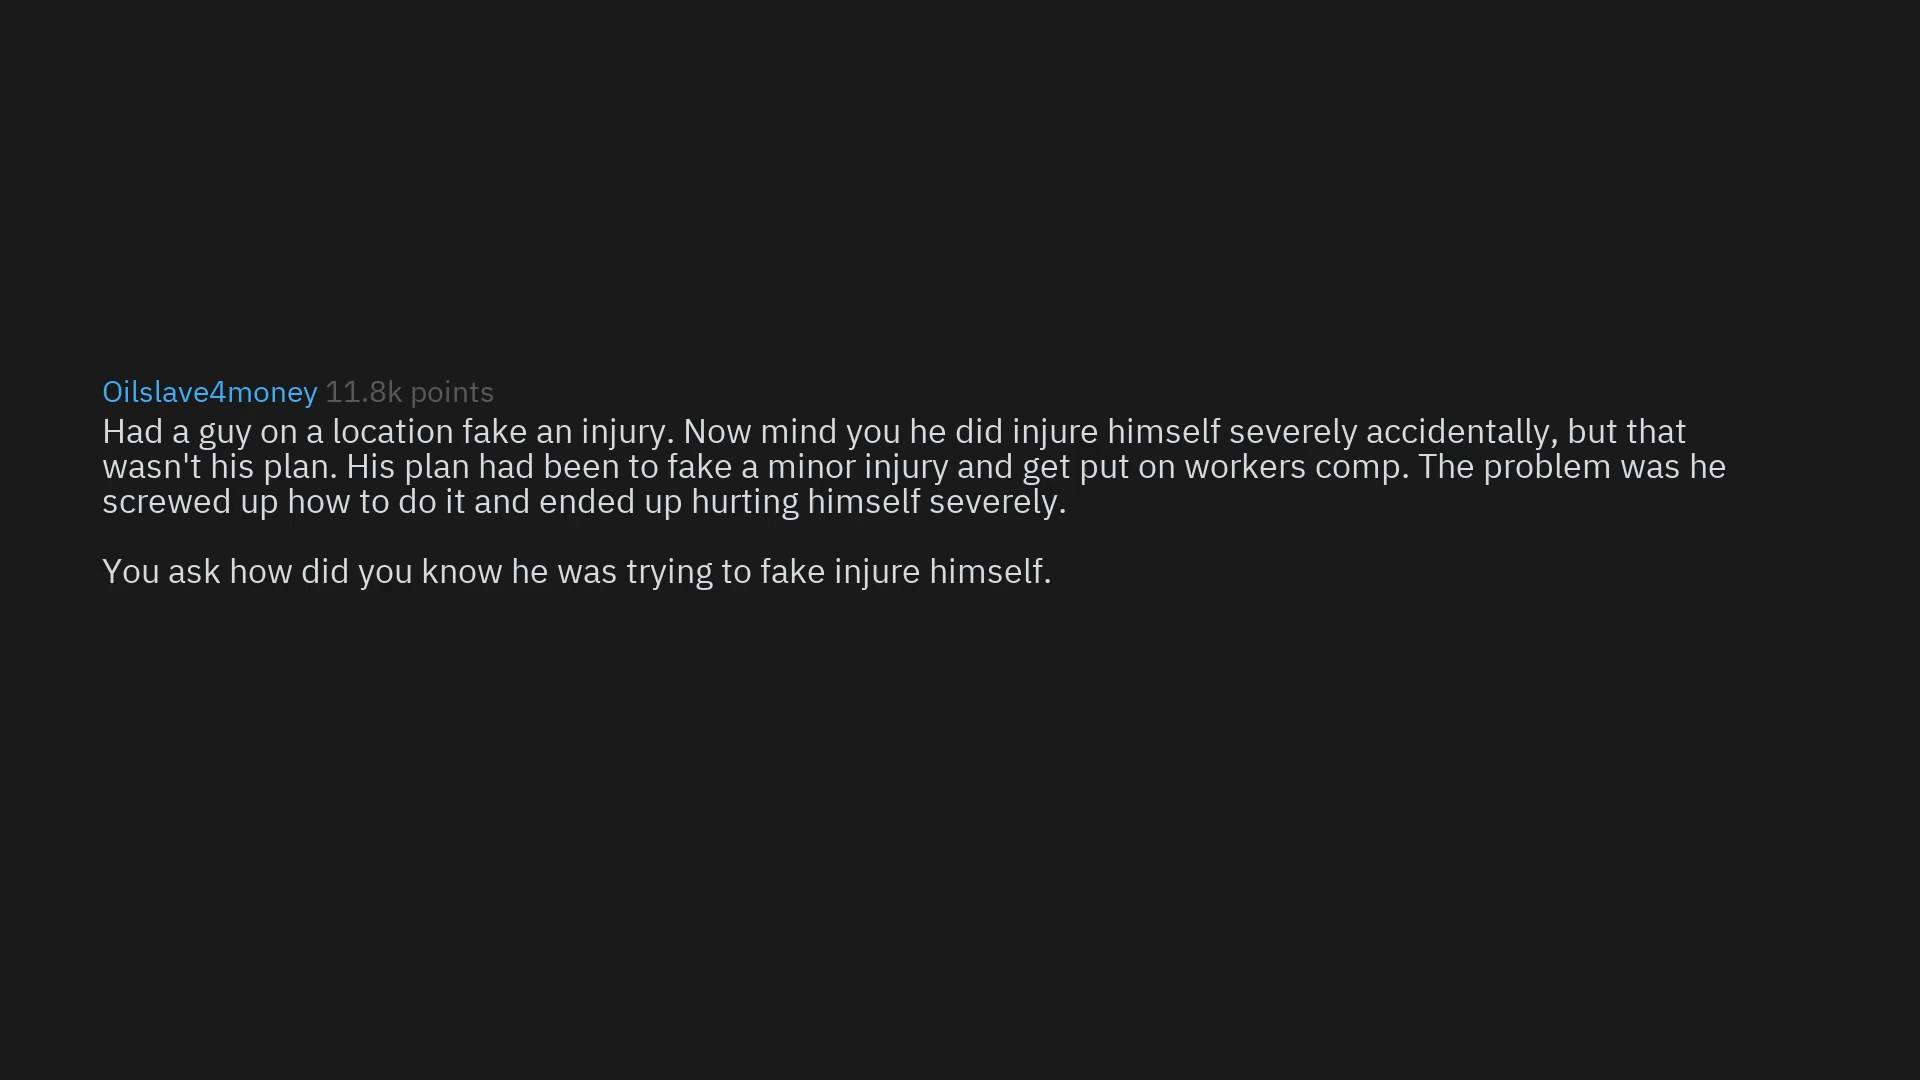 Oilslave4money 11.8k points
Had a guy on a location fake an injury. Now mind you he did injure himself severely accidentally, but that
wasn't his plan. His plan had been to fake a minor injury and get put on workers comp. The problem was he
screwed up how to do it and ended up hurting himself severely.
You ask how did you know he was trying to fake injure himself.